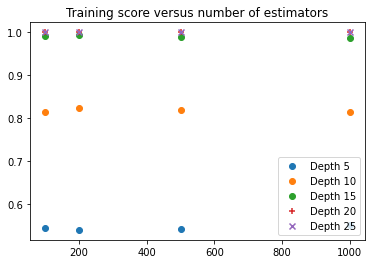 Training score versus number of estimators
1.0
0.9
0.8
0.7
0.6
Depth 5
Depth 10
Depth 15
Depth 20
Depth 25
200
400
600
800
1000